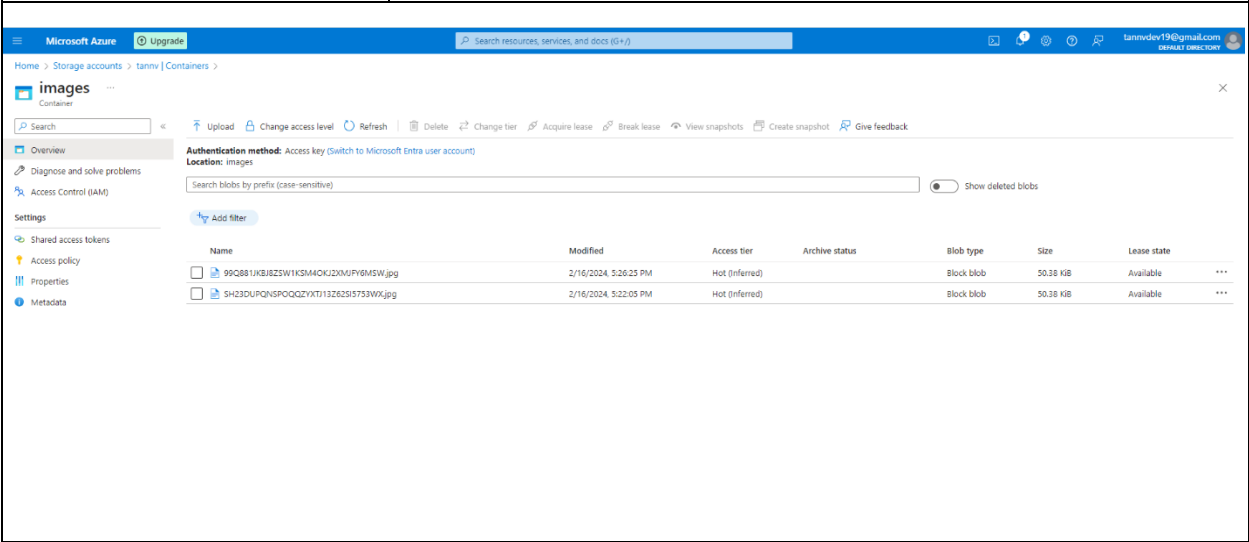 Microsoft Azure Upgrade Search resources, services, and docs (G+/) 1 tannvdev19@gmail.com
DEFAULT DIRECTORY
Home > Storage accounts > tannv | Containers >
images ...
Container
Search Upload Change access level Refresh Delete Change tier Acquire lease Break lease View snapshots Create snapshot Give feedback
Overview Authentication method: Access key (Switch to Microsoft Entra user account)
Location: images
Diagnose and solve problems
Access Control (IAM) Search blobs by prefix (case-sensitive) Show deleted blobs
Settings Add filter
Shared access tokens
Access policy Name Modified Access tier Archive status Blob type Size Lease state
Properties 99Q881JKBJ8ZSW1KSM4OKJ2XMJFY6MSW.jpg 2/16/2024, 5:26:25 PM Hot (Inferred) Block blob 50.38 KiB Available ...
Metadata SH23DUPQNSPOQQZYXTJ13Z62SI5753WX.jpg 2/16/2024, 5:22:05 PM Hot (Inferred) Block blob 50.38 KiB Available ...